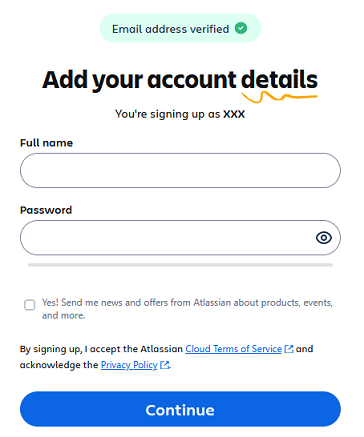 Email address verified
Add your account details
You're signing up as XXX
Full name
Password
Yes! Send me news and offers from Atlassian about products, events,
and more.
By signing up, I accept the Atlassian Cloud Terms of Service and
acknowledge the Privacy Policy.
Continue